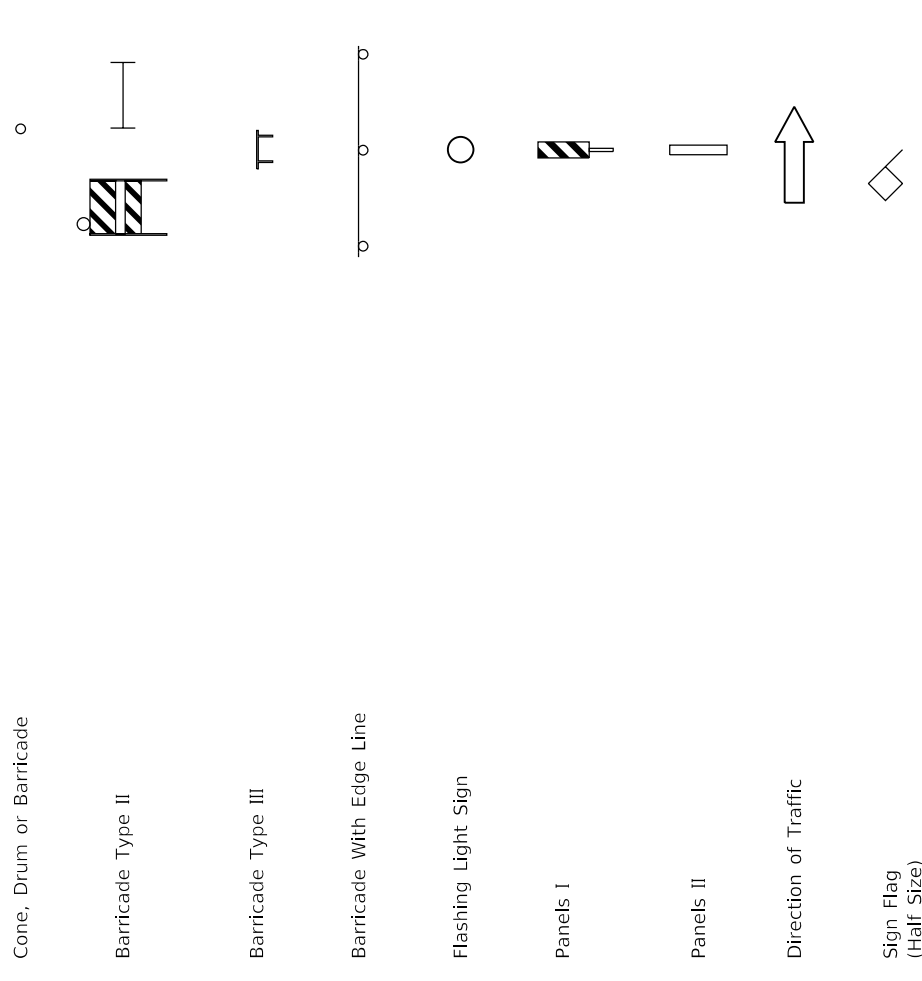 Cone, Drum or Barricade
Barricade Type II
Barricade Type III
Barricade With Edge Line
Flashing Light Sign
Panels I
Panels II
Direction of Traffic
Sign Flag
(Half Size)